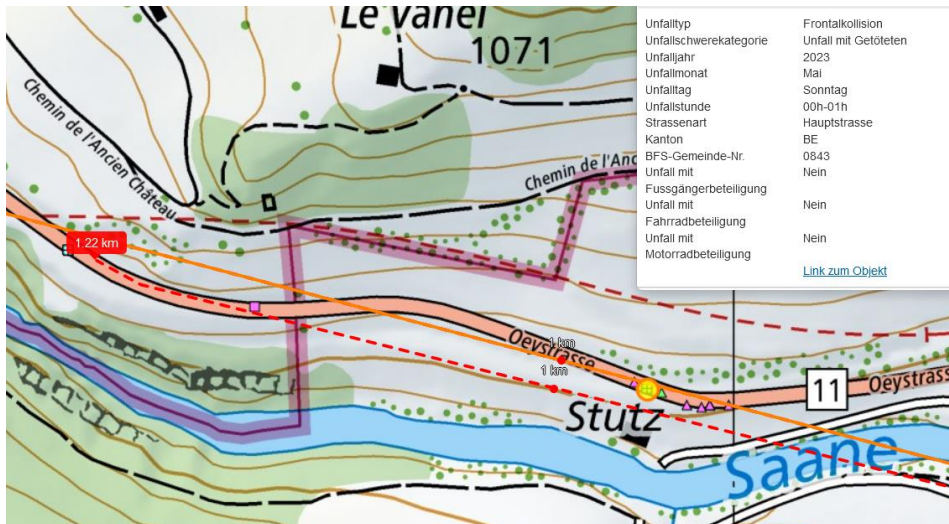 Le Vanel
1071
Chemin de l'Ancien Château
Chemin de l'Anc
1.22 km
Oeystrasse
1 km
1 km
Stutz
11
Oeystrass
Saane
Unfalltyp Frontalkollision
Unfallschwerekategorie Unfall mit Getöteten
Unfalljahr 2023
Unfallmonat Mai
Unfalltag Sonntag
Unfallstunde 00h-01h
Strassenart Hauptstrasse
Kanton BE
BFS-Gemeinde-Nr. 0843
Unfall mit Nein
Fussgängerbeteiligung
Unfall mit Nein
Fahrradbeteiligung
Unfall mit Nein
Motorradbeteiligung
Link zum Objekt